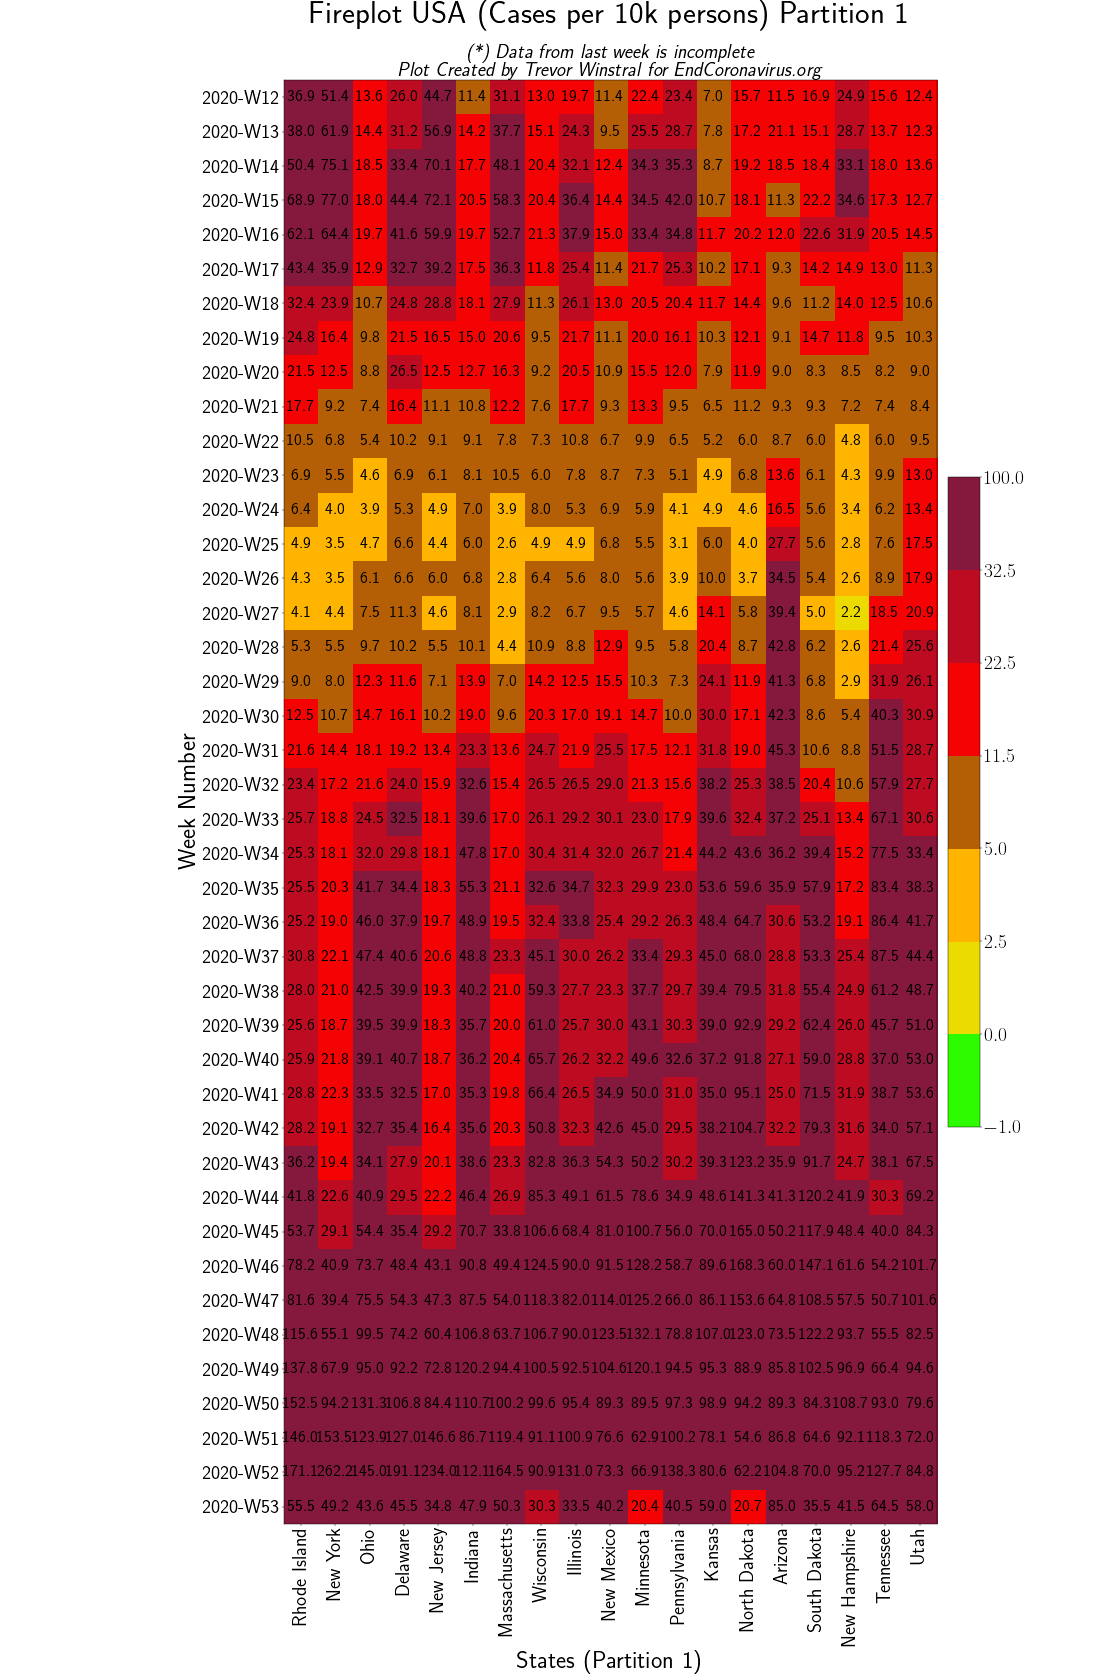 Fireplot USA (Cases per 10k persons) Partition 1
(*) Data from last week is incomplete
Plot Created by Trevor Winstral for EndCoronavirus.org
2020-W12 36.9 51.4 13.6 26.0 44.7 11.4 31.1 13.0 19.7 11.4 22.4 23.4 7.0 15.7 11.5 16.9 24.9 15.6 12.4
2020-W13 38.0 61.9 14.4 31.2 56.9 14.2 37.7 15.1 24.3 9.5 25.5 28.7 7.8 17.2 21.1 15.1 28.7 13.7 12.3
2020-W14 50.4 75.1 18.5 33.4 70.1 17.7 48.1 20.4 32.1 12.4 34.3 35.3 8.7 19.2 18.5 18.4 33.1 18.0 13.6
2020-W15 68.9 77.0 18.0 44.4 72.1 20.5 58.3 20.4 36.4 14.4 34.5 42.0 10.7 18.1 11.3 22.2 34.6 17.3 12.7
2020-W16 62.1 64.4 19.7 41.6 59.9 19.7 52.7 21.3 37.9 15.0 33.4 34.8 11.7 20.2 12.0 22.6 31.9 20.5 14.5
2020-W17 43.4 35.9 12.9 32.7 39.2 17.5 36.3 11.8 25.4 11.4 21.7 25.3 10.2 17.1 9.3 14.2 14.9 13.0 11.3
2020-W18 32.4 23.9 10.7 24.8 28.8 18.1 27.9 11.3 26.1 13.0 20.5 20.4 11.7 14.4 9.6 11.2 14.0 12.5 10.6
2020-W19 24.8 16.4 9.8 21.5 16.5 15.0 20.6 9.5 21.7 11.1 20.0 16.1 10.3 12.1 9.1 14.7 11.8 9.5 10.3
2020-W20 21.5 12.5 8.8 26.5 12.5 12.7 16.3 9.2 20.5 10.9 15.5 12.0 7.9 11.9 9.0 8.3 8.5 8.2 9.0
2020-W21 17.7 9.2 7.4 16.4 11.1 10.8 12.2 7.6 17.7 9.3 13.3 9.5 6.5 11.2 9.3 9.3 7.2 7.4 8.4
2020-W22 10.5 6.8 5.4 10.2 9.1 9.1 7.8 7.3 10.8 6.7 9.9 6.5 5.2 6.0 8.7 6.0 4.8 6.0 9.5
2020-W23 6.9 5.5 4.6 6.9 6.1 8.1 10.5 6.0 7.8 8.7 7.3 5.1 4.9 6.8 13.6 6.1 4.3 9.9 13.0
2020-W24 6.4 4.0 3.9 5.3 4.9 7.0 3.9 8.0 5.3 6.9 5.9 4.1 4.9 4.6 16.5 5.6 3.4 6.2 13.4
2020-W25 4.9 3.5 4.7 6.6 4.4 6.0 2.6 4.9 4.9 6.8 5.5 3.1 6.0 4.0 27.7 5.6 2.8 7.6 17.5
2020-W26 4.3 3.5 6.1 6.6 6.0 6.8 2.8 6.4 5.6 8.0 5.6 3.9 10.0 3.7 34.5 5.4 2.6 8.9 17.9
2020-W27 4.1 4.4 7.5 11.3 4.6 8.1 2.9 8.2 6.7 9.5 5.7 4.6 14.1 5.8 39.4 5.0 2.2 18.5 20.9
2020-W28 5.3 5.5 9.7 10.2 5.5 10.1 4.4 10.9 8.8 12.9 9.5 5.8 20.4 8.7 42.8 6.2 2.6 21.4 25.6
2020-W29 9.0 8.0 12.3 11.6 7.1 13.9 7.0 14.2 12.5 15.5 10.3 7.3 24.1 11.9 41.3 6.8 2.9 31.9 26.1
2020-W30 12.5 10.7 14.7 16.1 10.2 19.0 9.6 20.3 17.0 19.1 14.7 10.0 30.0 17.1 42.3 8.6 5.4 40.3 30.9
2020-W31 21.6 14.4 18.1 19.2 13.4 23.3 13.6 24.7 21.9 25.5 17.5 12.1 31.8 19.0 45.3 10.6 8.8 51.5 28.7
2020-W32 23.4 17.2 21.6 24.0 15.9 32.6 15.4 26.5 26.5 29.0 21.3 15.6 38.2 25.3 38.5 20.4 10.6 57.9 27.7
2020-W33 25.7 18.8 24.5 32.5 18.1 39.6 17.0 26.1 29.2 30.1 23.0 17.9 39.6 32.4 37.2 25.1 13.4 67.1 30.6
2020-W34 25.3 18.1 32.0 29.8 18.1 47.8 17.0 30.4 31.4 32.0 26.7 21.4 44.2 43.6 36.2 39.4 15.2 77.5 33.4
2020-W35 25.5 20.3 41.7 34.4 18.3 55.3 21.1 32.6 34.7 32.3 29.9 23.0 53.6 59.6 35.9 57.9 17.2 83.4 38.3
2020-W36 25.2 19.0 46.0 37.9 19.7 48.9 19.5 32.4 33.8 25.4 29.2 26.3 48.4 64.7 30.6 53.2 19.1 86.4 41.7
2020-W37 30.8 22.1 47.4 40.6 20.6 48.8 23.3 45.1 30.0 26.2 33.4 29.3 45.0 68.0 28.8 53.3 25.4 87.5 44.4
2020-W38 28.0 21.0 42.5 39.9 19.3 40.2 21.0 59.3 27.7 23.3 37.7 29.7 39.4 79.5 31.8 55.4 24.9 61.2 48.7
2020-W39 25.6 18.7 39.5 39.9 18.3 35.7 20.0 61.0 25.7 30.0 43.1 30.3 39.0 92.9 29.2 62.4 26.0 45.7 51.0
2020-W40 25.9 21.8 39.1 40.7 18.7 36.2 20.4 65.7 26.2 32.2 49.6 32.6 37.2 91.8 27.1 59.0 28.8 37.0 53.0
2020-W41 28.8 22.3 33.5 32.5 17.0 35.3 19.8 66.4 26.5 34.9 50.0 31.0 35.0 95.1 25.0 71.5 31.9 38.7 53.6
2020-W42 28.2 19.1 32.7 35.4 16.4 35.6 20.3 50.8 32.3 42.6 45.0 29.5 38.2 104.7 32.2 79.3 31.6 34.0 57.1
2020-W43 36.2 19.4 34.1 27.9 20.1 38.6 23.3 82.8 36.3 54.3 50.2 30.2 39.3 123.2 35.9 91.7 24.7 38.1 67.5
2020-W44 41.8 22.6 40.9 29.5 22.2 46.4 26.9 85.3 49.1 61.5 78.6 34.9 48.6 141.3 41.3 120.2 41.9 30.3 69.2
2020-W45 53.7 29.1 54.4 35.4 29.2 70.7 33.8 106.6 68.4 81.0 100.7 56.0 70.0 165.0 50.2 117.9 48.4 40.0 84.3
2020-W46 78.2 40.9 73.7 48.4 43.1 90.8 49.4 124.5 90.0 91.5 128.2 58.7 89.6 168.3 60.0 147.1 61.6 54.2 101.7
2020-W47 81.6 39.4 75.5 54.3 47.3 87.5 54.0 118.3 82.0 114.0 125.2 66.0 86.1 153.6 64.8 108.5 57.5 50.7 101.6
2020-W48 115.6 55.1 99.5 74.2 60.4 106.8 63.7 106.7 90.0 123.5 132.1 78.8 107.0 123.0 73.5 122.2 93.7 55.5 82.5
2020-W49 137.8 67.9 95.0 92.2 72.8 120.2 94.4 100.5 92.5 104.6 120.1 94.5 95.3 88.9 85.8 102.5 96.9 66.4 94.6
2020-W50 152.5 94.2 131.3 106.8 84.4 110.7 100.2 99.6 95.4 89.3 89.5 97.3 98.9 94.2 89.3 84.3 108.7 93.0 79.6
2020-W51 146.0 153.5 123.9 127.0 146.6 86.7 119.4 91.1 100.9 76.6 62.9 100.2 78.1 54.6 86.8 64.6 92.1 118.3 72.0
2020-W52 171.1 262.2 145.0 191.1 234.0 112.1 164.5 90.9 131.0 73.3 66.9 138.3 80.6 62.2 104.8 70.0 95.2 127.7 84.8
2020-W53 55.5 49.2 43.6 45.5 34.8 47.9 50.3 30.3 33.5 40.2 20.4 40.5 59.0 20.7 85.0 35.5 41.5 64.5 58.0
Week Number
Rhode Island
New York
Ohio
Delaware
New Jersey
Indiana
Massachusetts
Wisconsin
Illinois
New Mexico
Minnesota
Pennsylvania
Kansas
North Dakota
Arizona
South Dakota
New Hampshire
Tennessee
Utah
States (Partition 1)
100.0
32.5
22.5
11.5
5.0
2.5
0.0
−1.0